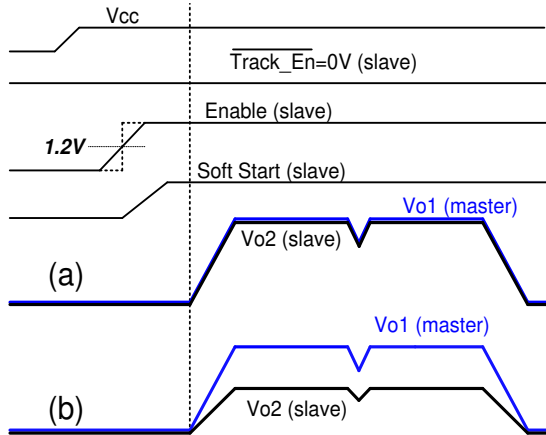 Vcc
Track_En=0V (slave)
Enable (slave)
1.2V
Soft Start (slave)
Vo1 (master)
Vo2 (slave)
(a)
Vo1 (master)
(b)
Vo2 (slave)